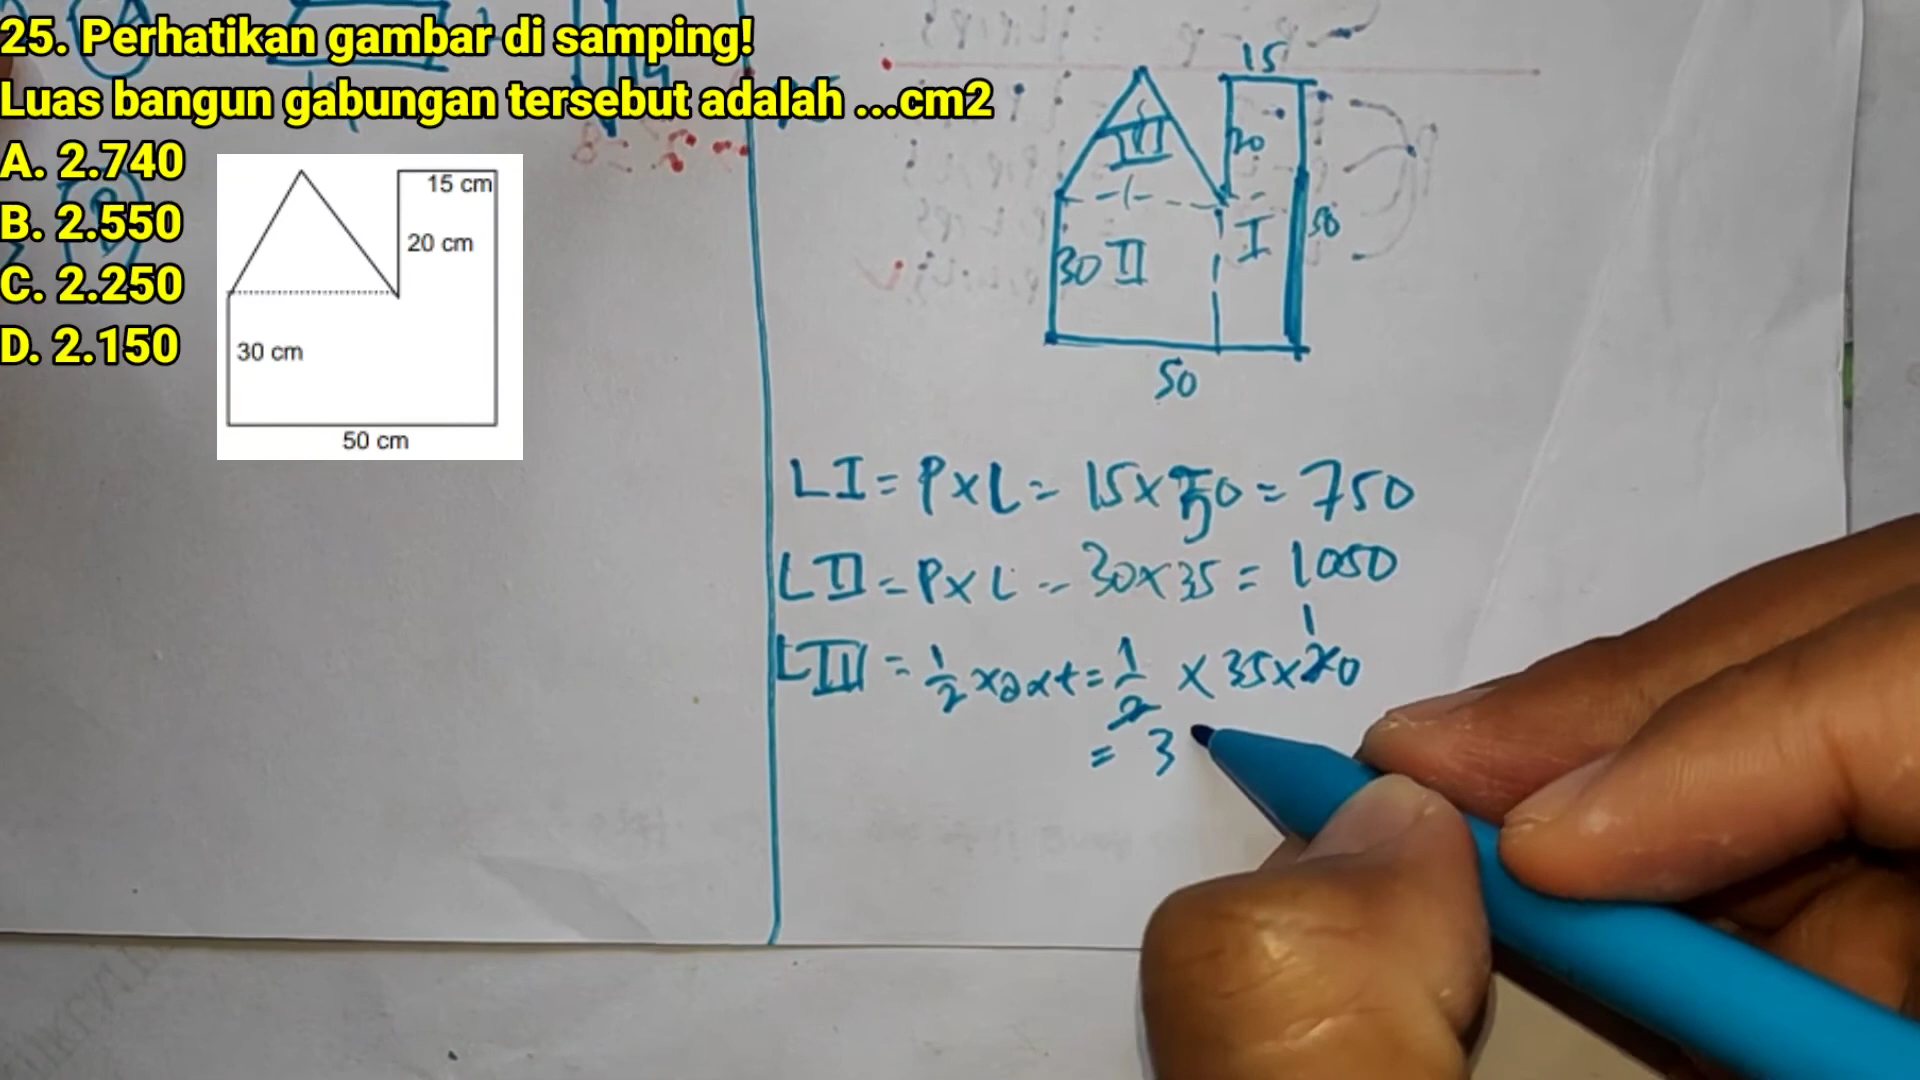 25. Perhatikan gambar di samping!
Luas bangun gabungan tersebut adalah ...cm2
A. 2.740
B. 2.550
C. 2.250
D. 2.150
15 cm
20 cm
30 cm
50 cm
15
20
III
I
50
30 II
50
LI = P x L = 15 x 50 = 750
LII = P x L = 30 x 35 = 1050
1
LIII = 1/2 x a x t = 1/2 x 35 x 20
= 3